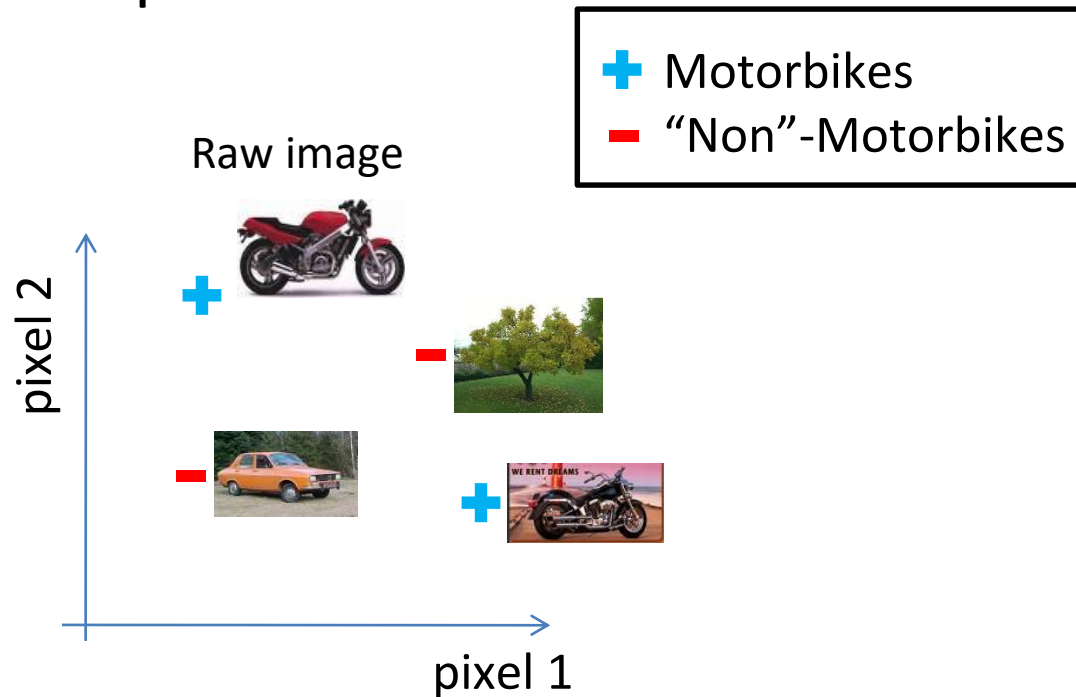 Motorbikes
“Non”-Motorbikes
Raw image
pixel 2
WE RENT DREAMS
pixel 1